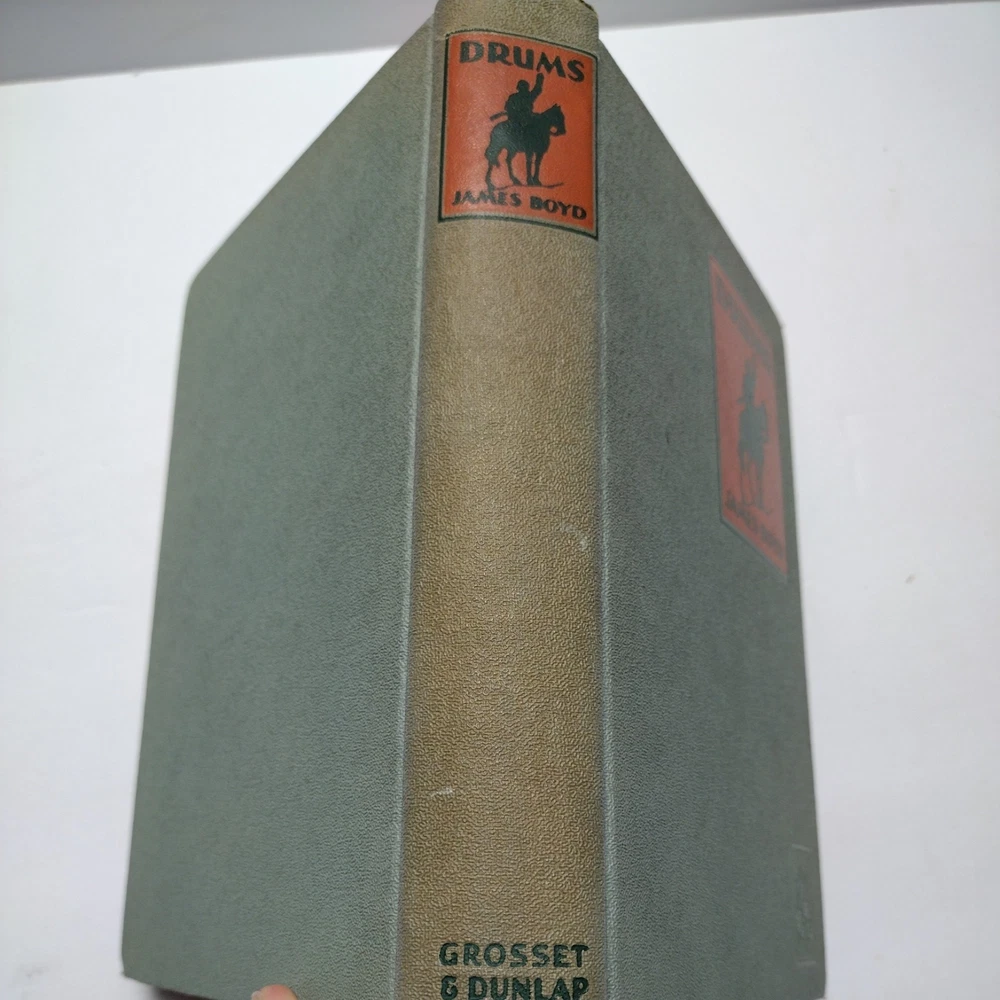 DRUMS
JAMES BOYD
GROSSET
& DUNLAP